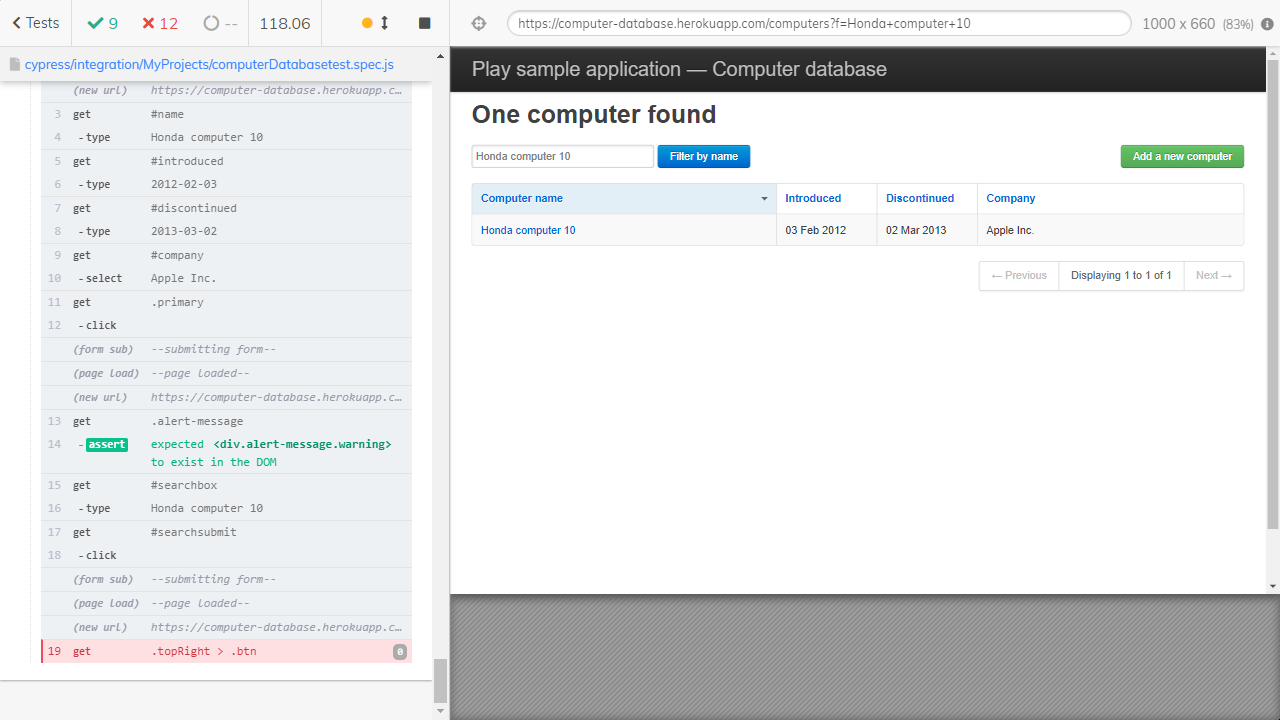 Tests
9
12
--
118.06
https://computer-database.herokuapp.com/computers?f=Honda+computer+10
1000 x 660 (83%)
cypress/integration/MyProjects/computerDatabasetest.spec.js
(new url) https://computer-database.herokuapp.c…
3 get #name
4 -type Honda computer 10
5 get #introduced
6 -type 2012-02-03
7 get #discontinued
8 -type 2013-03-02
9 get #company
10 -select Apple Inc.
11 get .primary
12 -click
(form sub) --submitting form--
(page load) --page loaded--
(new url) https://computer-database.herokuapp.c…
13 get .alert-message
14 -assert expected <div.alert-message.warning>
to exist in the DOM
15 get #searchbox
16 -type Honda computer 10
17 get #searchsubmit
18 -click
(form sub) --submitting form--
(page load) --page loaded--
(new url) https://computer-database.herokuapp.c…
19 get .topRight > .btn 0
Play sample application — Computer database
One computer found
Honda computer 10 Filter by name Add a new computer
Computer name Introduced Discontinued Company
Honda computer 10 03 Feb 2012 02 Mar 2013 Apple Inc.
← Previous Displaying 1 to 1 of 1 Next →